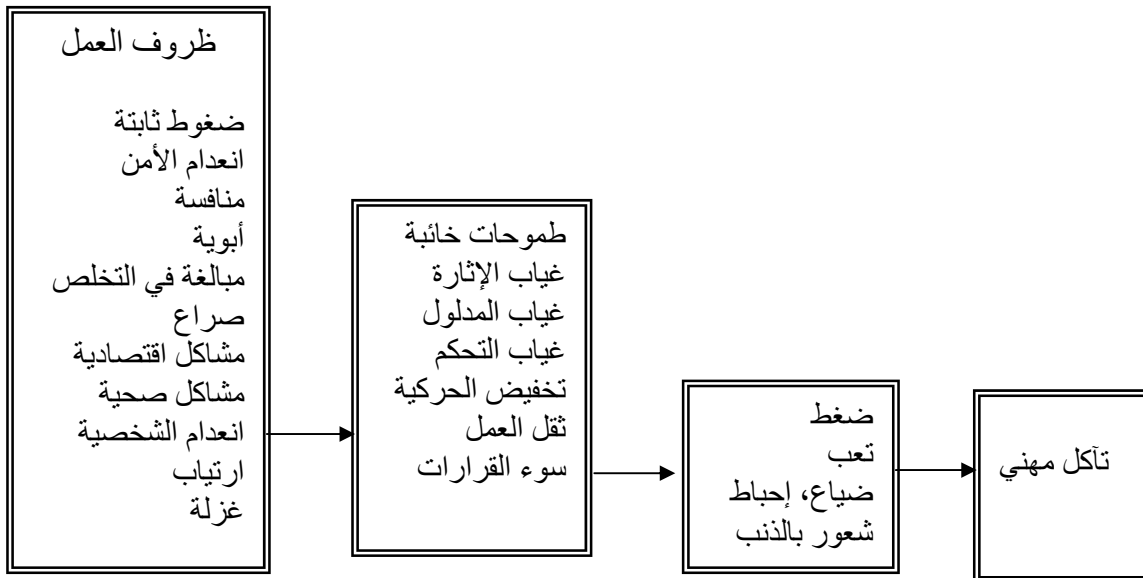 ظروف العمل
ضغوط ثابتة
انعدام الأمن
منافسة
أبوية
مبالغة في التخلص
صراع
مشاكل اقتصادية
مشاكل صحية
انعدام الشخصية
ارتياب
غزلة
طموحات خائبة
غياب الإثارة
غياب المدلول
غياب التحكم
تخفيض الحركية
ثقل العمل
سوء القرارات
ضغط
تعب
ضياع، إحباط
شعور بالذنب
تآكل مهني